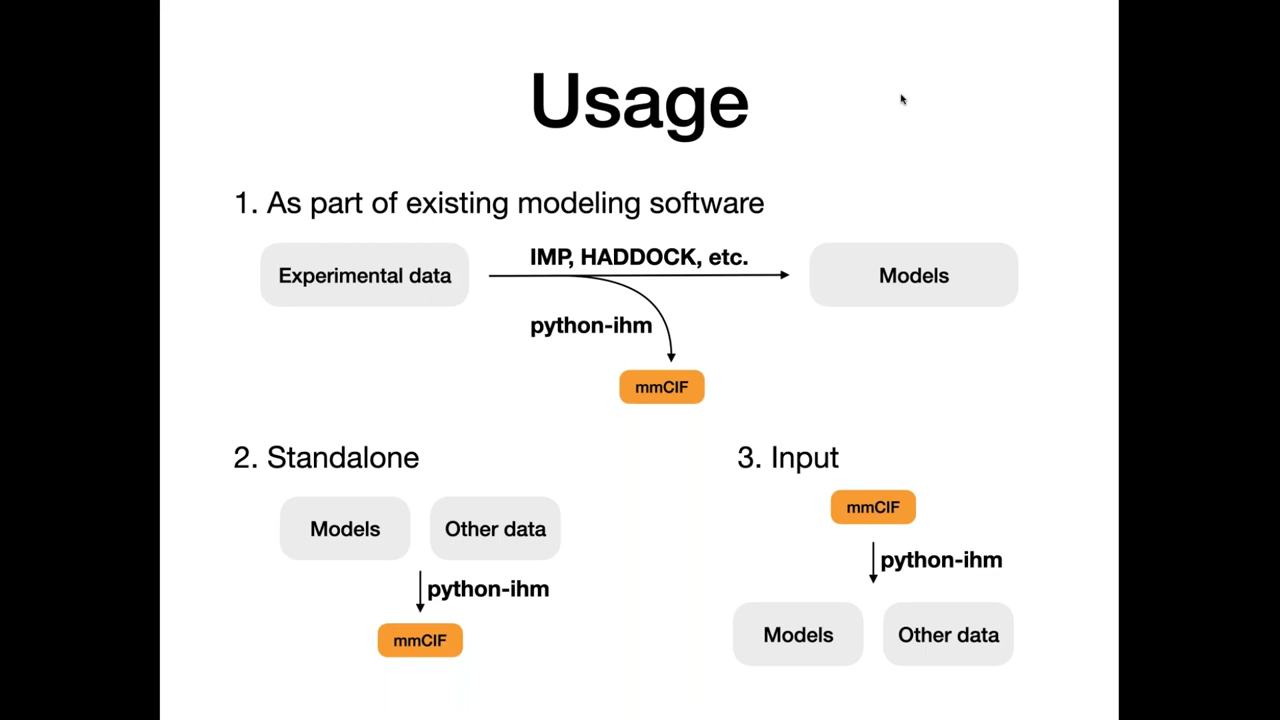 Usage
1. As part of existing modeling software
IMP, HADDOCK, etc.
Experimental data
Models
python-ihm
mmCIF
2. Standalone
Models
Other data
python-ihm
mmCIF
3. Input
mmCIF
python-ihm
Models
Other data